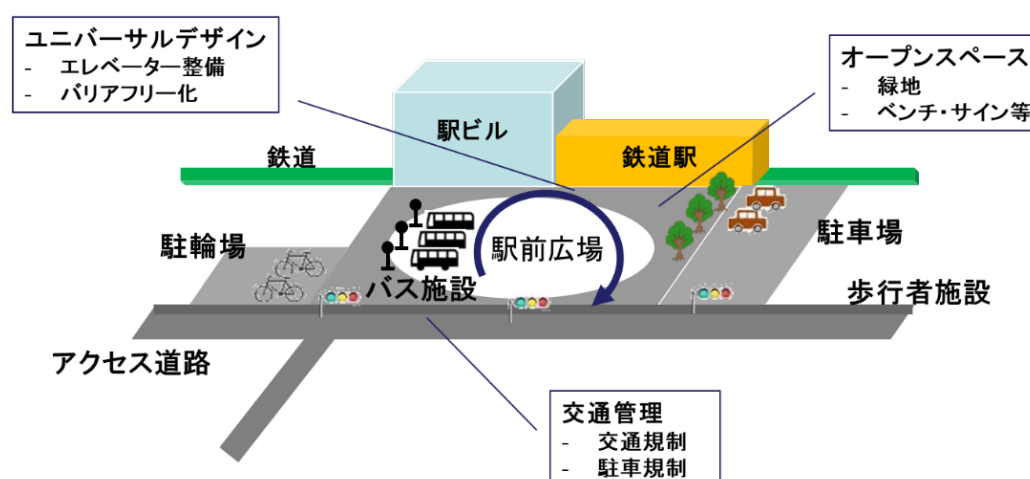 ユニバーサルデザイン
- エレベーター整備
- バリアフリー化
オープンスペース
- 緑地
- ベンチ・サイン等
駅ビル
鉄道
鉄道駅
駐輪場
駅前広場
駐車場
バス施設
歩行者施設
アクセス道路
交通管理
- 交通規制
- 駐車規制